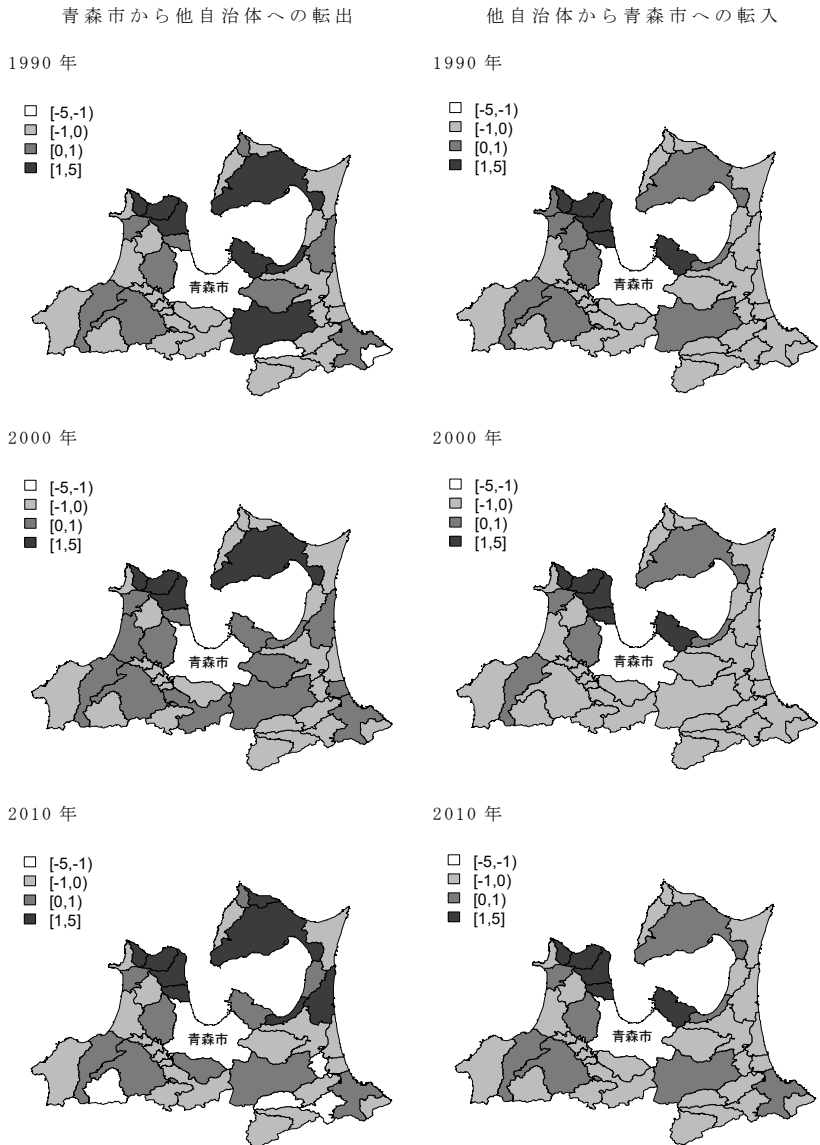 青森市から他自治体への転出
他自治体から青森市への転入
1990 年
1990 年
[-5,-1)
[-1,0)
[0,1)
[1,5]
青森市
[-5,-1)
[-1,0)
[0,1)
[1,5]
青森市
2000 年
2000 年
[-5,-1)
[-1,0)
[0,1)
[1,5]
青森市
[-5,-1)
[-1,0)
[0,1)
[1,5]
青森市
2010 年
2010 年
[-5,-1)
[-1,0)
[0,1)
[1,5]
青森市
[-5,-1)
[-1,0)
[0,1)
[1,5]
青森市